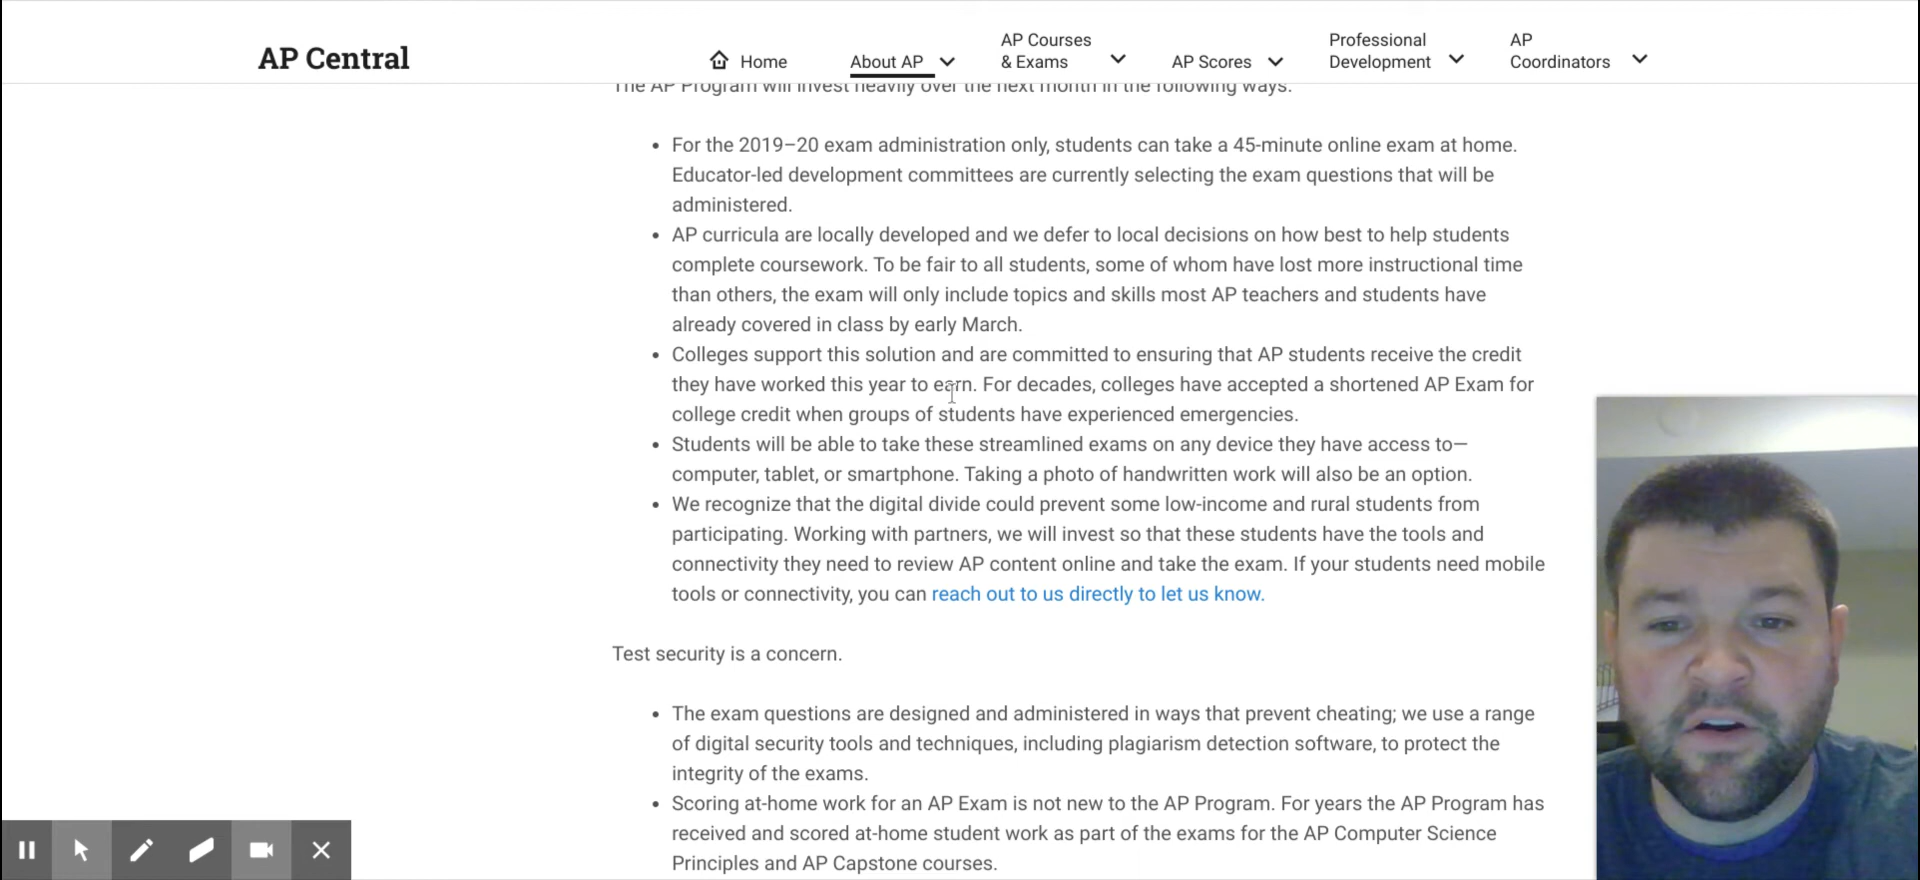 AP Central
Home
About AP
AP Courses
& Exams
AP Scores
Professional
Development
AP
Coordinators
The AP Program will invest heavily over the next month in the following ways:
• For the 2019–20 exam administration only, students can take a 45-minute online exam at home.
Educator-led development committees are currently selecting the exam questions that will be
administered.
• AP curricula are locally developed and we defer to local decisions on how best to help students
complete coursework. To be fair to all students, some of whom have lost more instructional time
than others, the exam will only include topics and skills most AP teachers and students have
already covered in class by early March.
• Colleges support this solution and are committed to ensuring that AP students receive the credit
they have worked this year to earn. For decades, colleges have accepted a shortened AP Exam for
college credit when groups of students have experienced emergencies.
• Students will be able to take these streamlined exams on any device they have access to—
computer, tablet, or smartphone. Taking a photo of handwritten work will also be an option.
• We recognize that the digital divide could prevent some low-income and rural students from
participating. Working with partners, we will invest so that these students have the tools and
connectivity they need to review AP content online and take the exam. If your students need mobile
tools or connectivity, you can reach out to us directly to let us know.
Test security is a concern.
• The exam questions are designed and administered in ways that prevent cheating; we use a range
of digital security tools and techniques, including plagiarism detection software, to protect the
integrity of the exams.
• Scoring at-home work for an AP Exam is not new to the AP Program. For years the AP Program has
received and scored at-home student work as part of the exams for the AP Computer Science
Principles and AP Capstone courses.